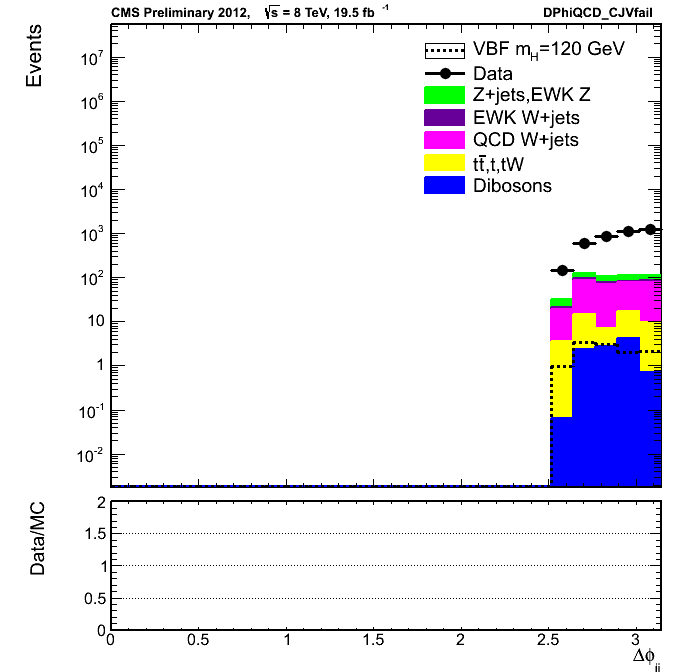 CMS Preliminary 2012, √s = 8 TeV, 19.5 fb⁻¹ DPhiQCD_CJVfail
Events
10⁷
10⁶
10⁵
10⁴
10³
10²
10
1
10⁻¹
10⁻²
VBF m_H=120 GeV
Data
Z+jets,EWK Z
EWK W+jets
QCD W+jets
tt̄,t,tW
Dibosons
Data/MC
2
1.5
1
0.5
0
0 0.5 1 1.5 2 2.5 3
Δϕ_jj